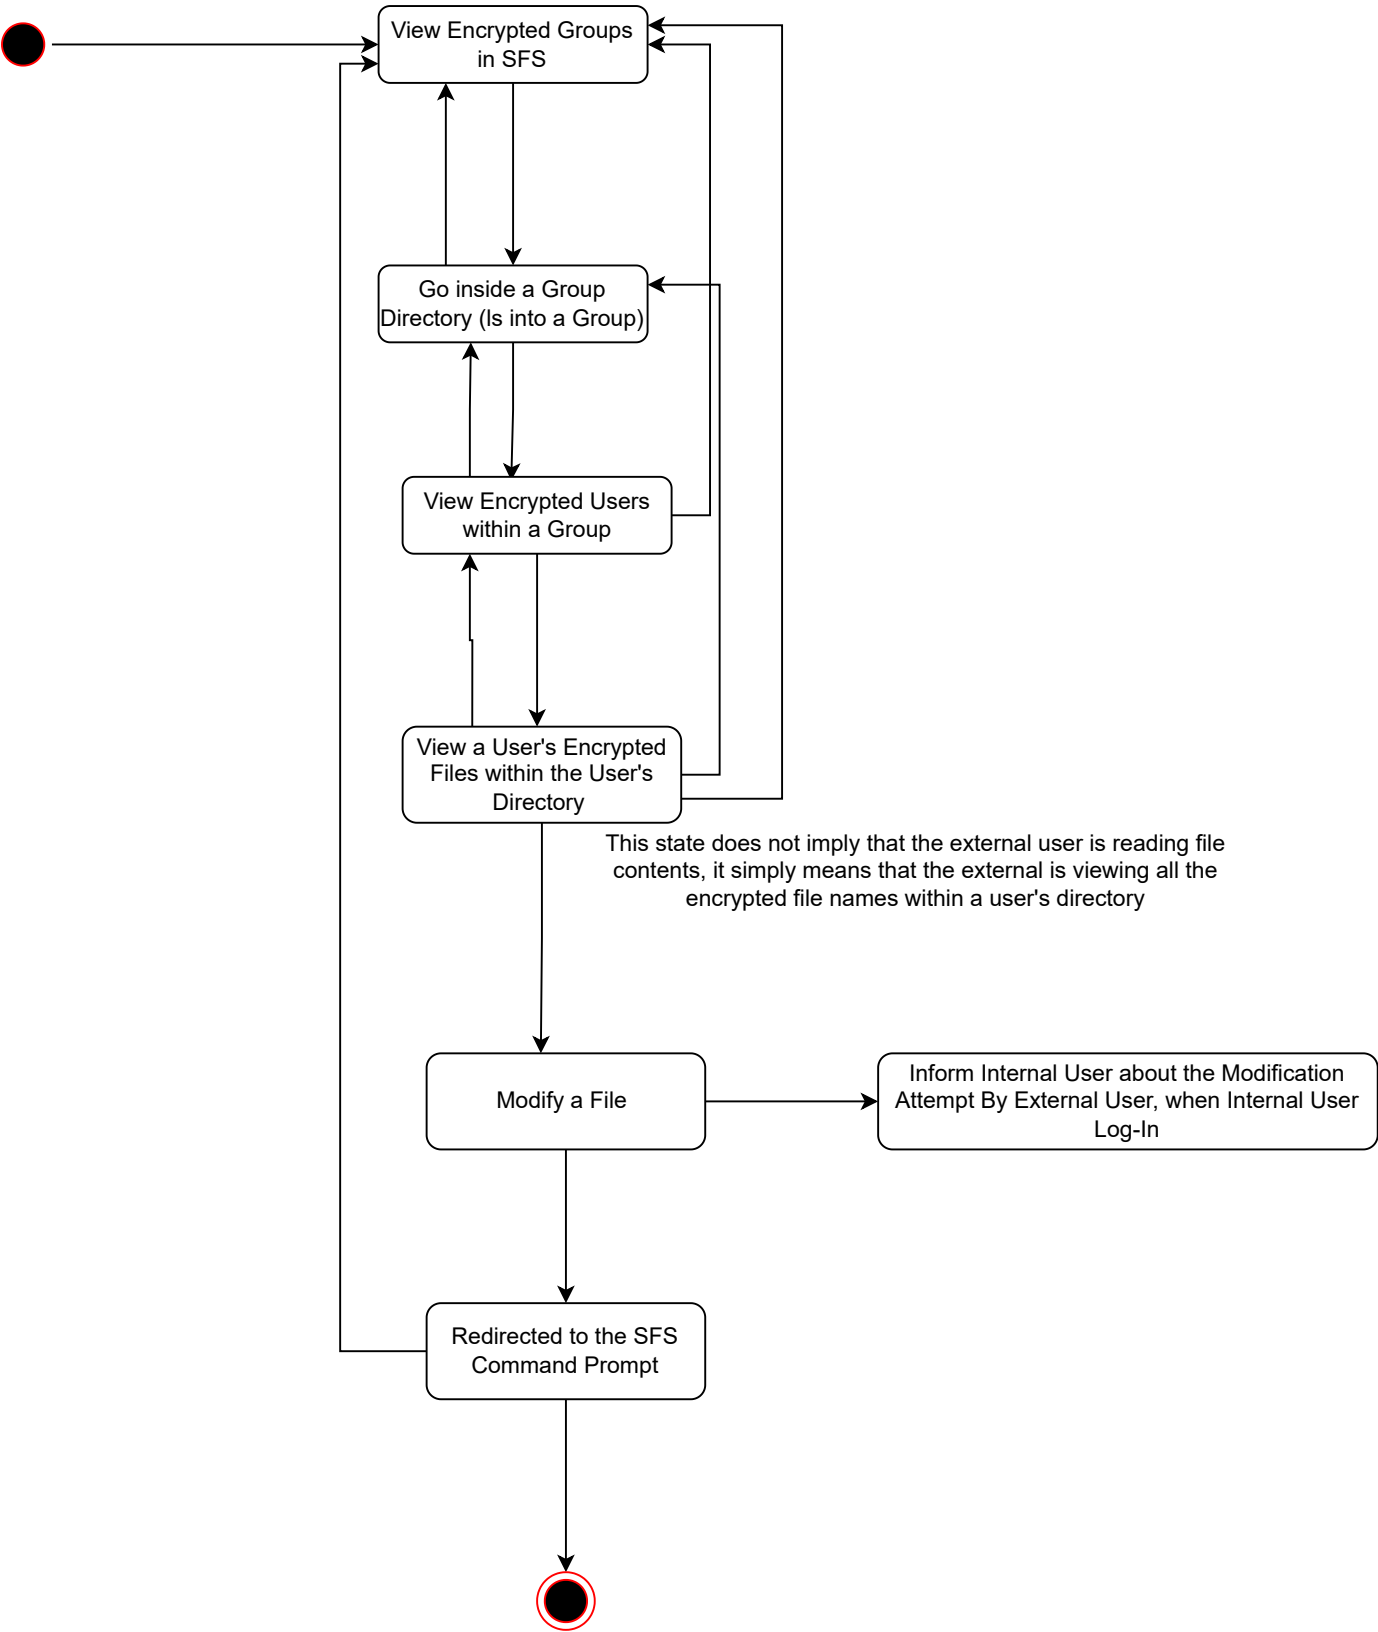 View Encrypted Groups
in SFS
Go inside a Group
Directory (ls into a Group)
View Encrypted Users
within a Group
View a User's Encrypted
Files within the User's
Directory
This state does not imply that the external user is reading file
contents, it simply means that the external is viewing all the
encrypted file names within a user's directory
Modify a File
Inform Internal User about the Modification
Attempt By External User, when Internal User
Log-In
Redirected to the SFS
Command Prompt